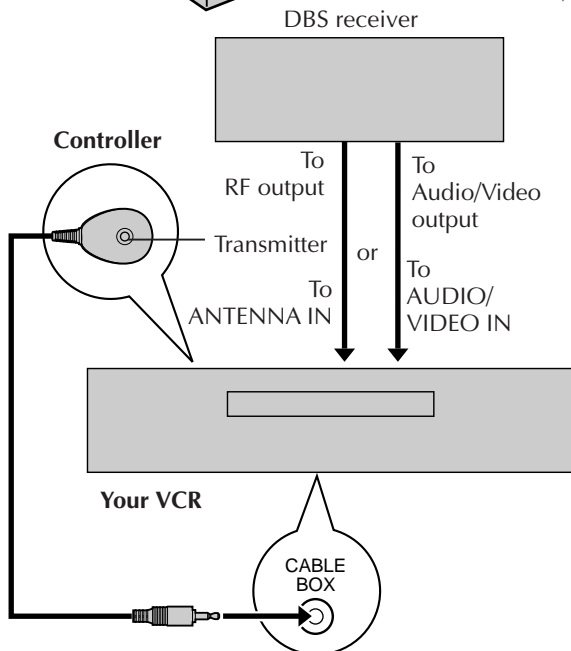 DBS receiver
Controller
To
RF output
To
Audio/Video
output
Transmitter
or
To
ANTENNA IN
To
AUDIO/
VIDEO IN
Your VCR
CABLE
BOX